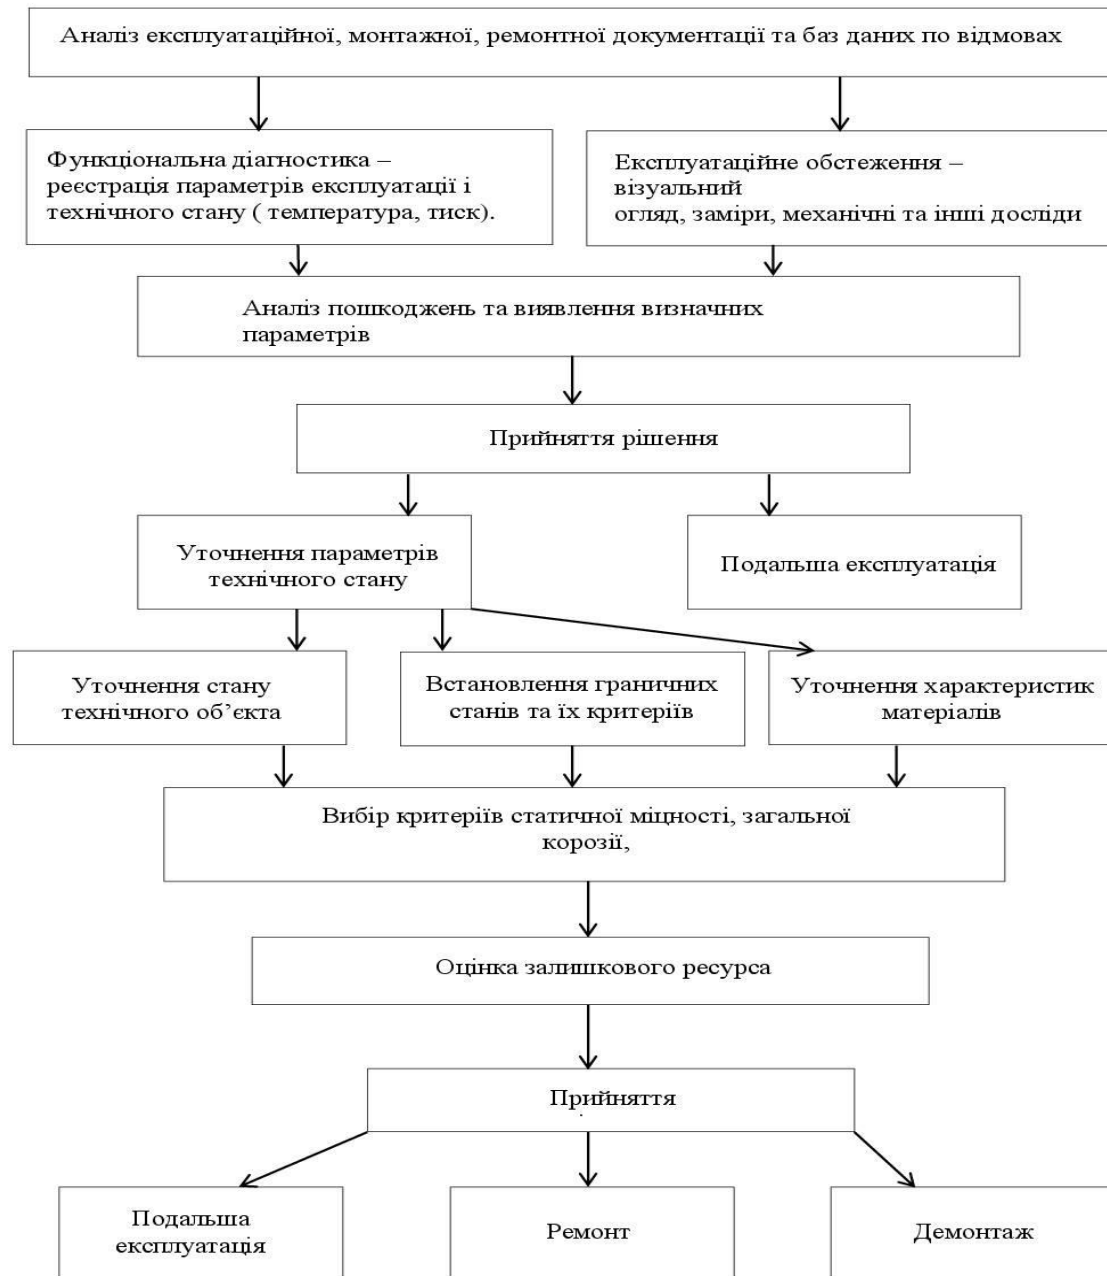 Аналіз експлуатаційної, монтажної, ремонтної документації та баз даних по відмовах
Функціональна діагностика –
реєстрація параметрів експлуатації і
технічного стану ( температура, тиск).
Експлуатаційне обстеження –
візуальний
огляд, заміри, механічні та інші досліди
Аналіз пошкоджень та виявлення визначних
параметрів
Прийняття рішення
Уточнення параметрів
технічного стану
Подальша експлуатація
Уточнення стану
технічного об’єкта
Встановлення граничних
станів та їх критеріїв
Уточнення характеристик
матеріалів
Вибір критеріїв статичної міцності, загальної
корозії,
Оцінка залишкового ресурса
Прийняття
Подальша
експлуатація
Ремонт
Демонтаж